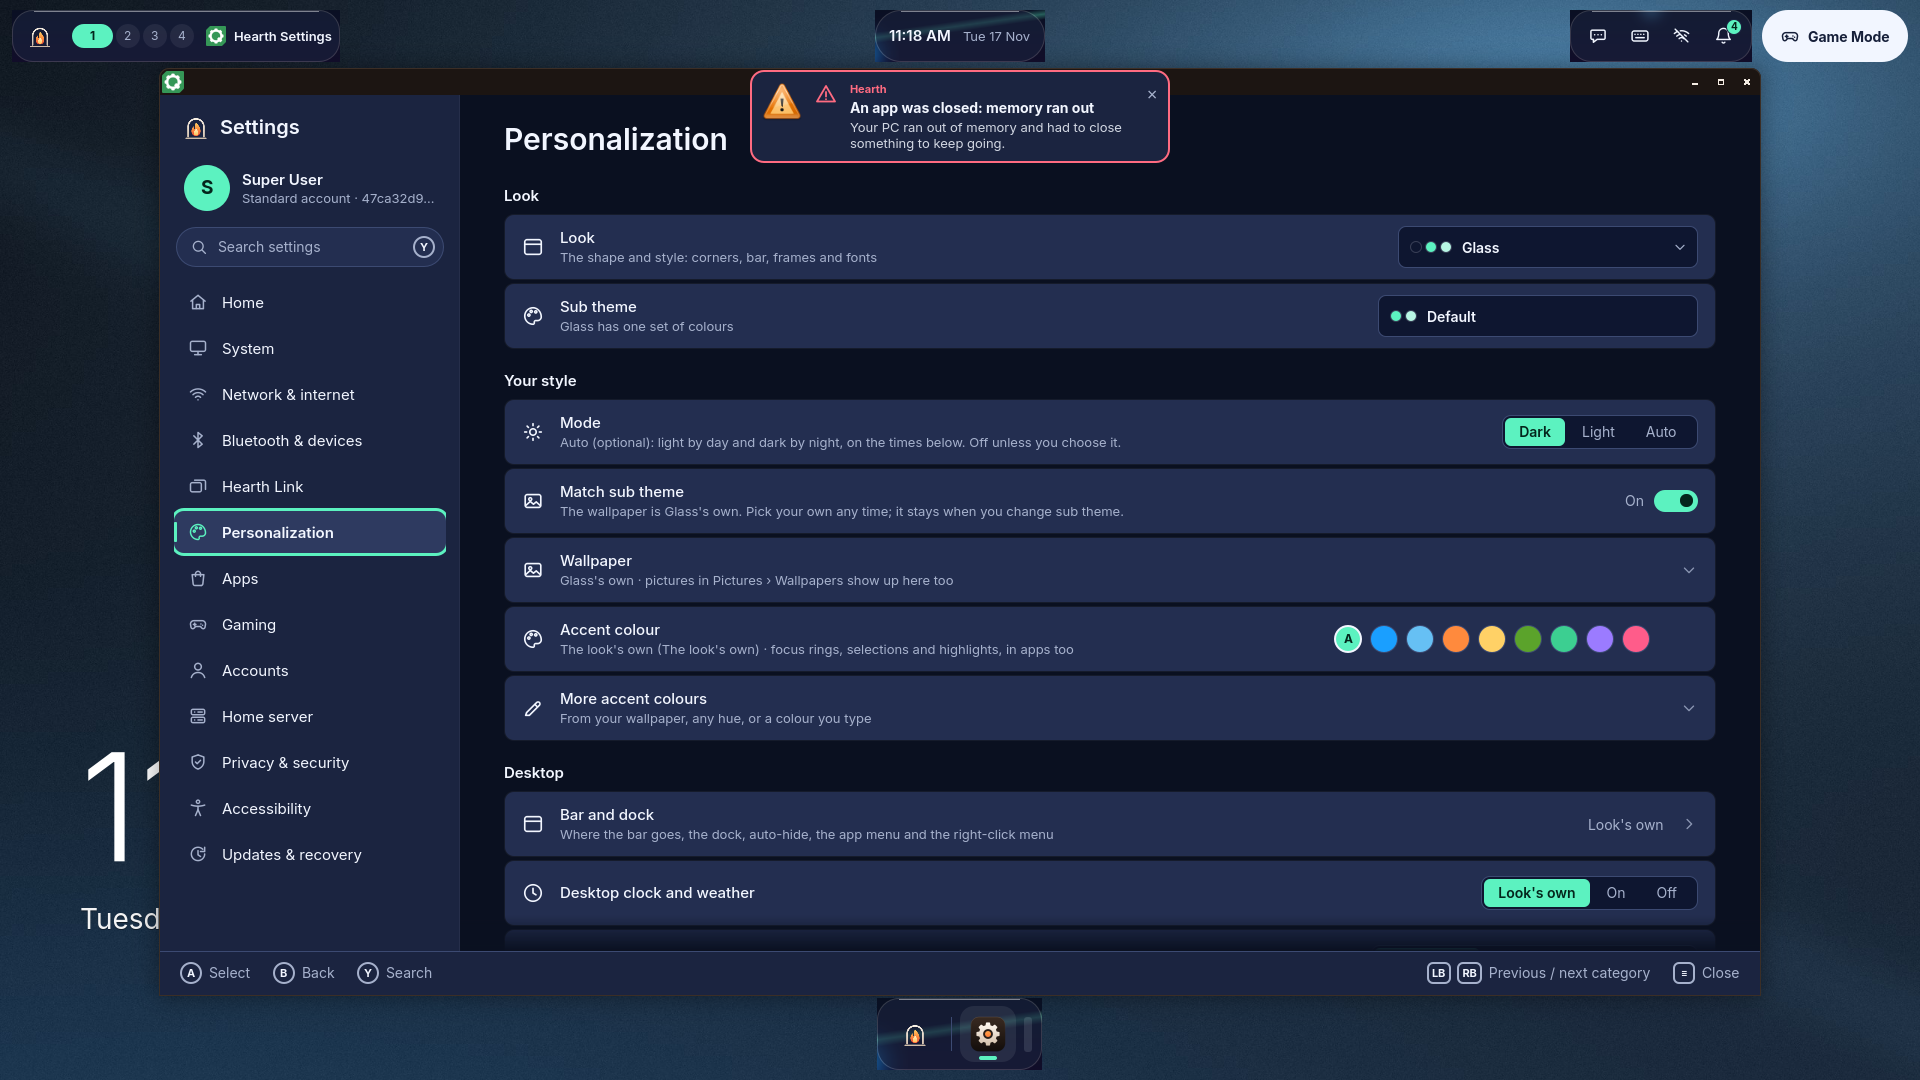 1 2 3 4 Hearth Settings
11:18 AM Tue 17 Nov
4
Game Mode
Hearth
An app was closed: memory ran out
Your PC ran out of memory and had to close
something to keep going.
Settings
S
Super User
Standard account · 47ca32d9...
Search settings Y
Home
System
Network & internet
Bluetooth & devices
Hearth Link
Personalization
Apps
Gaming
Accounts
Home server
Privacy & security
Accessibility
Updates & recovery
Personalization
Look
Look
The shape and style: corners, bar, frames and fonts
Glass
Sub theme
Glass has one set of colours
Default
Your style
Mode
Auto (optional): light by day and dark by night, on the times below. Off unless you choose it.
Dark Light Auto
Match sub theme
The wallpaper is Glass's own. Pick your own any time; it stays when you change sub theme.
On
Wallpaper
Glass's own · pictures in Pictures › Wallpapers show up here too
Accent colour
The look's own (The look's own) · focus rings, selections and highlights, in apps too
A
More accent colours
From your wallpaper, any hue, or a colour you type
Desktop
Bar and dock
Where the bar goes, the dock, auto-hide, the app menu and the right-click menu
Look's own
Desktop clock and weather
Look's own On Off
11
Tuesd
A Select B Back Y Search
LB RB Previous / next category ≡ Close